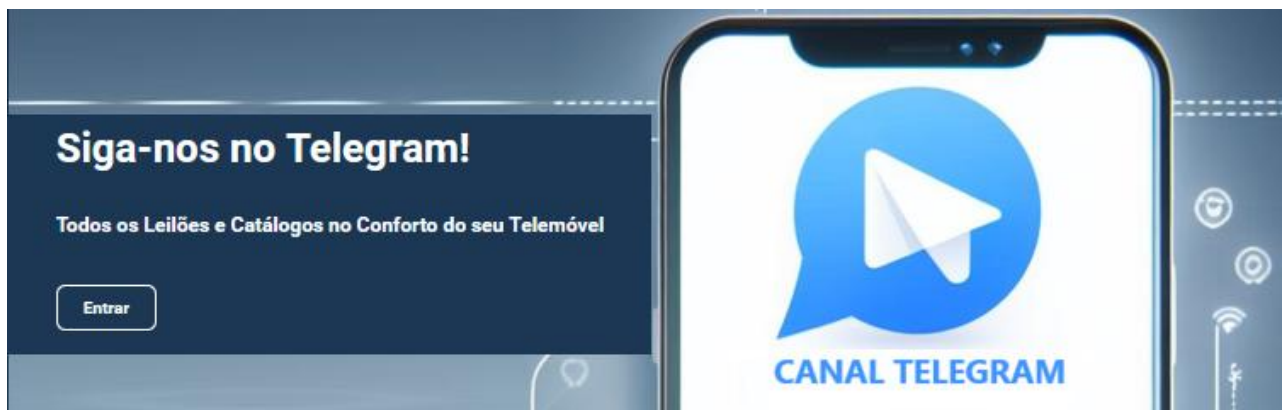 Siga-nos no Telegram!
Todos os Leilões e Catálogos no Conforto do seu Telemóvel
Entrar
CANAL TELEGRAM